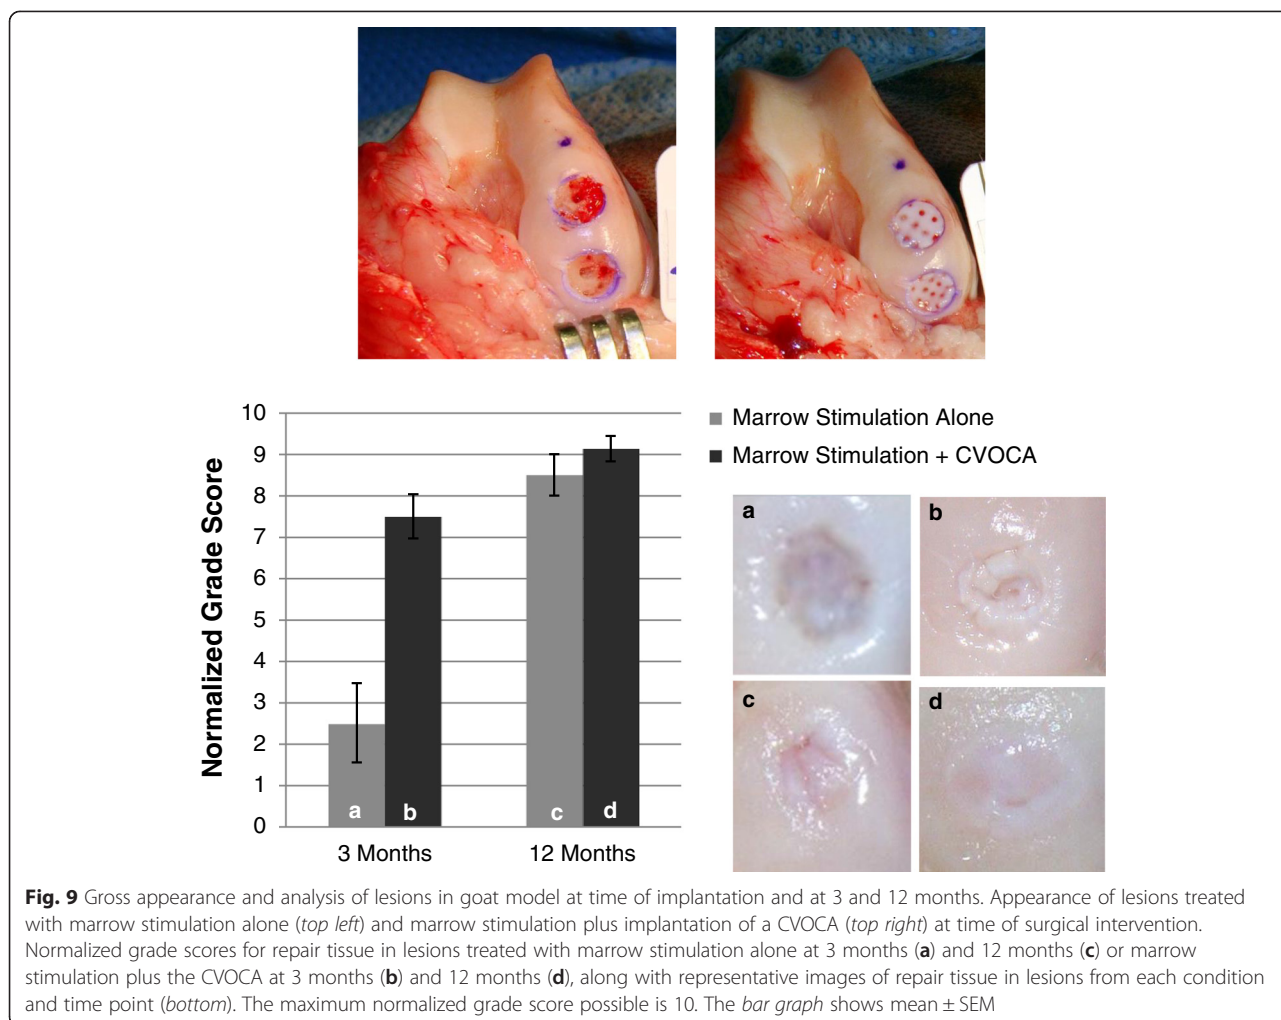 10
9
8
7
6
5
4
3
2
1
0
Normalized Grade Score
a
b
c
d
3 Months
12 Months
Marrow Stimulation Alone
Marrow Stimulation + CVOCA
a
b
c
d
Fig. 9 Gross appearance and analysis of lesions in goat model at time of implantation and at 3 and 12 months. Appearance of lesions treated
with marrow stimulation alone (top left) and marrow stimulation plus implantation of a CVOCA (top right) at time of surgical intervention.
Normalized grade scores for repair tissue in lesions treated with marrow stimulation alone at 3 months (a) and 12 months (c) or marrow
stimulation plus the CVOCA at 3 months (b) and 12 months (d), along with representative images of repair tissue in lesions from each condition
and time point (bottom). The maximum normalized grade score possible is 10. The bar graph shows mean ± SEM